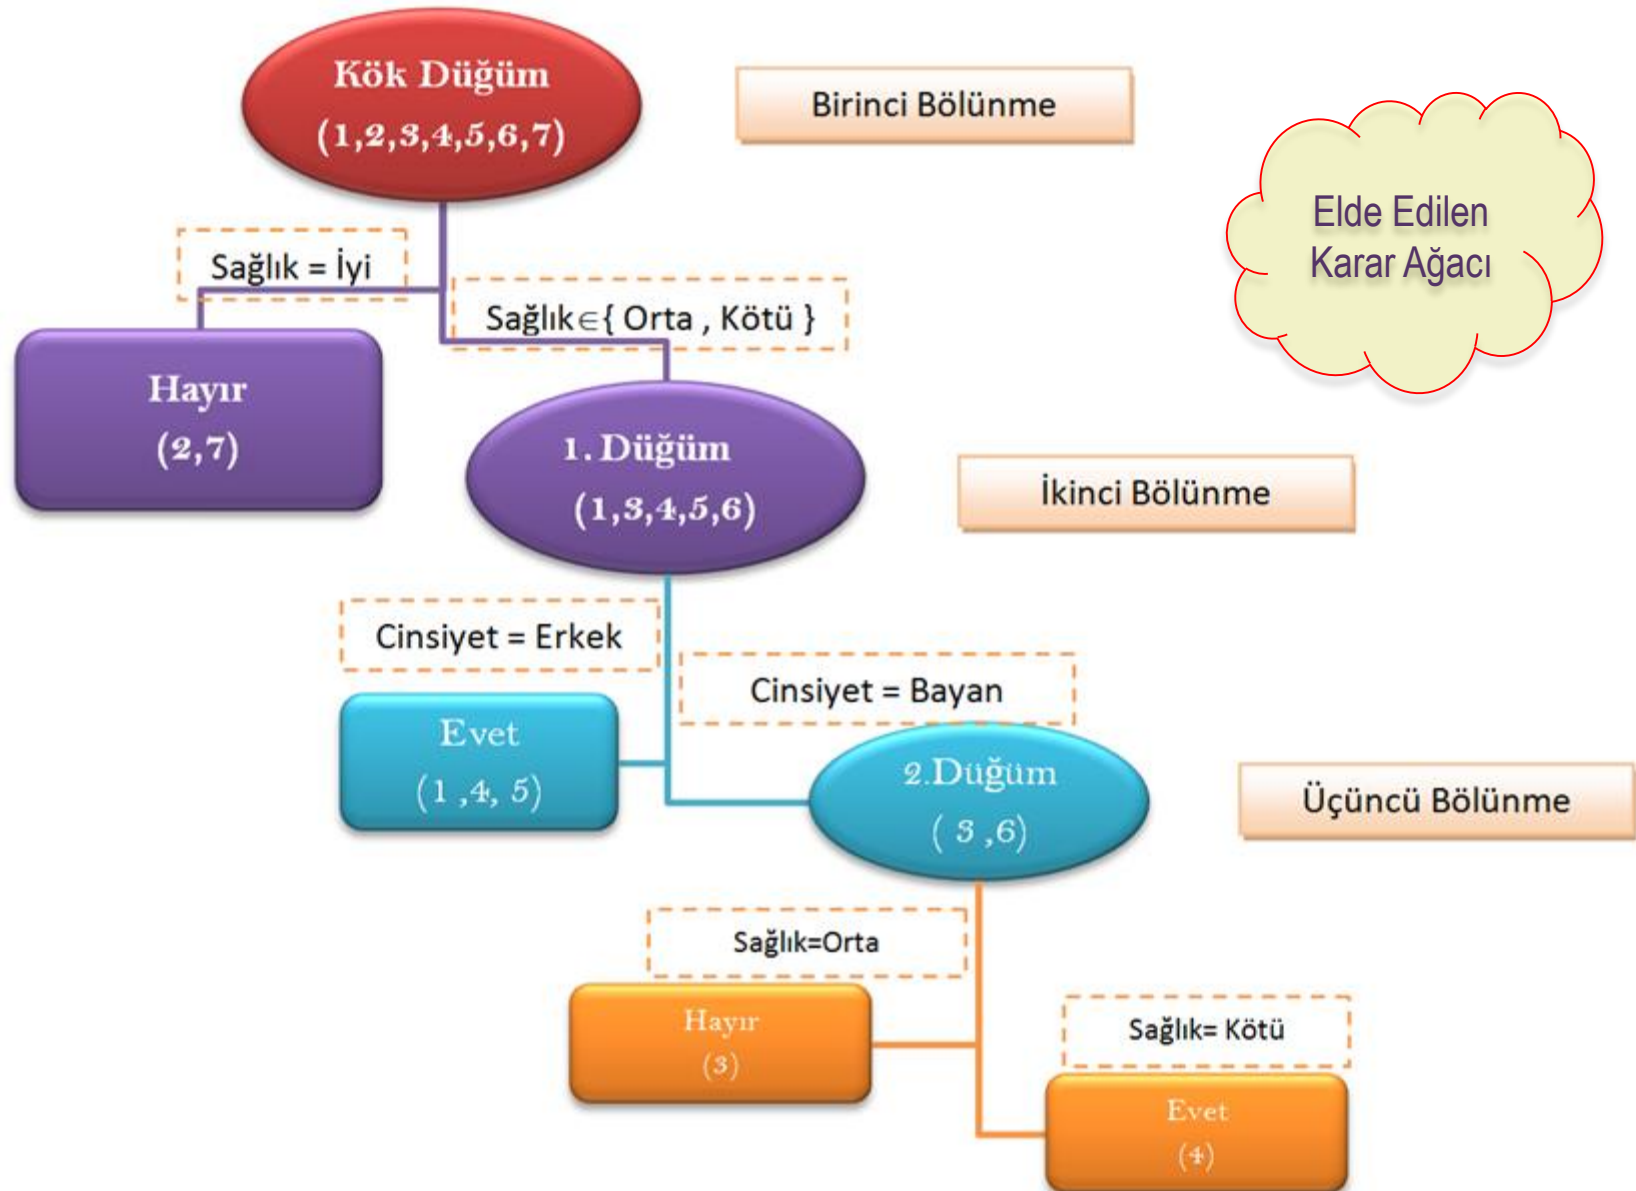 Kök Düğüm
(1,2,3,4,5,6,7)
Birinci Bölünme
Elde Edilen
Karar Ağacı
Sağlık = İyi
Sağlık∈{ Orta , Kötü }
Hayır
(2,7)
1. Düğüm
(1,3,4,5,6)
İkinci Bölünme
Cinsiyet = Erkek
Cinsiyet = Bayan
Evet
(1 ,4, 5)
2.Düğüm
( 3 ,6)
Üçüncü Bölünme
Sağlık=Orta
Hayır
(3)
Sağlık= Kötü
Evet
(4)